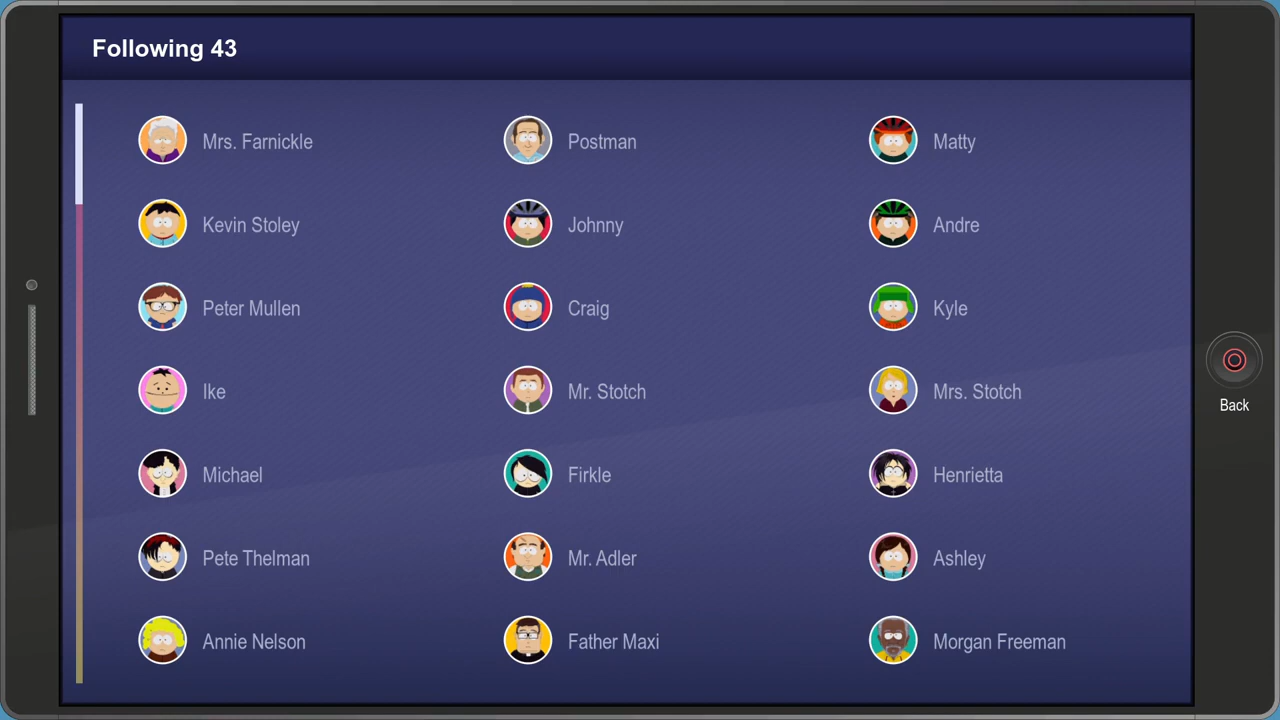 Following 43
Mrs. Farnickle
Postman
Matty
Kevin Stoley
Johnny
Andre
Peter Mullen
Craig
Kyle
Ike
Mr. Stotch
Mrs. Stotch
Michael
Firkle
Henrietta
Pete Thelman
Mr. Adler
Ashley
Annie Nelson
Father Maxi
Morgan Freeman
Back